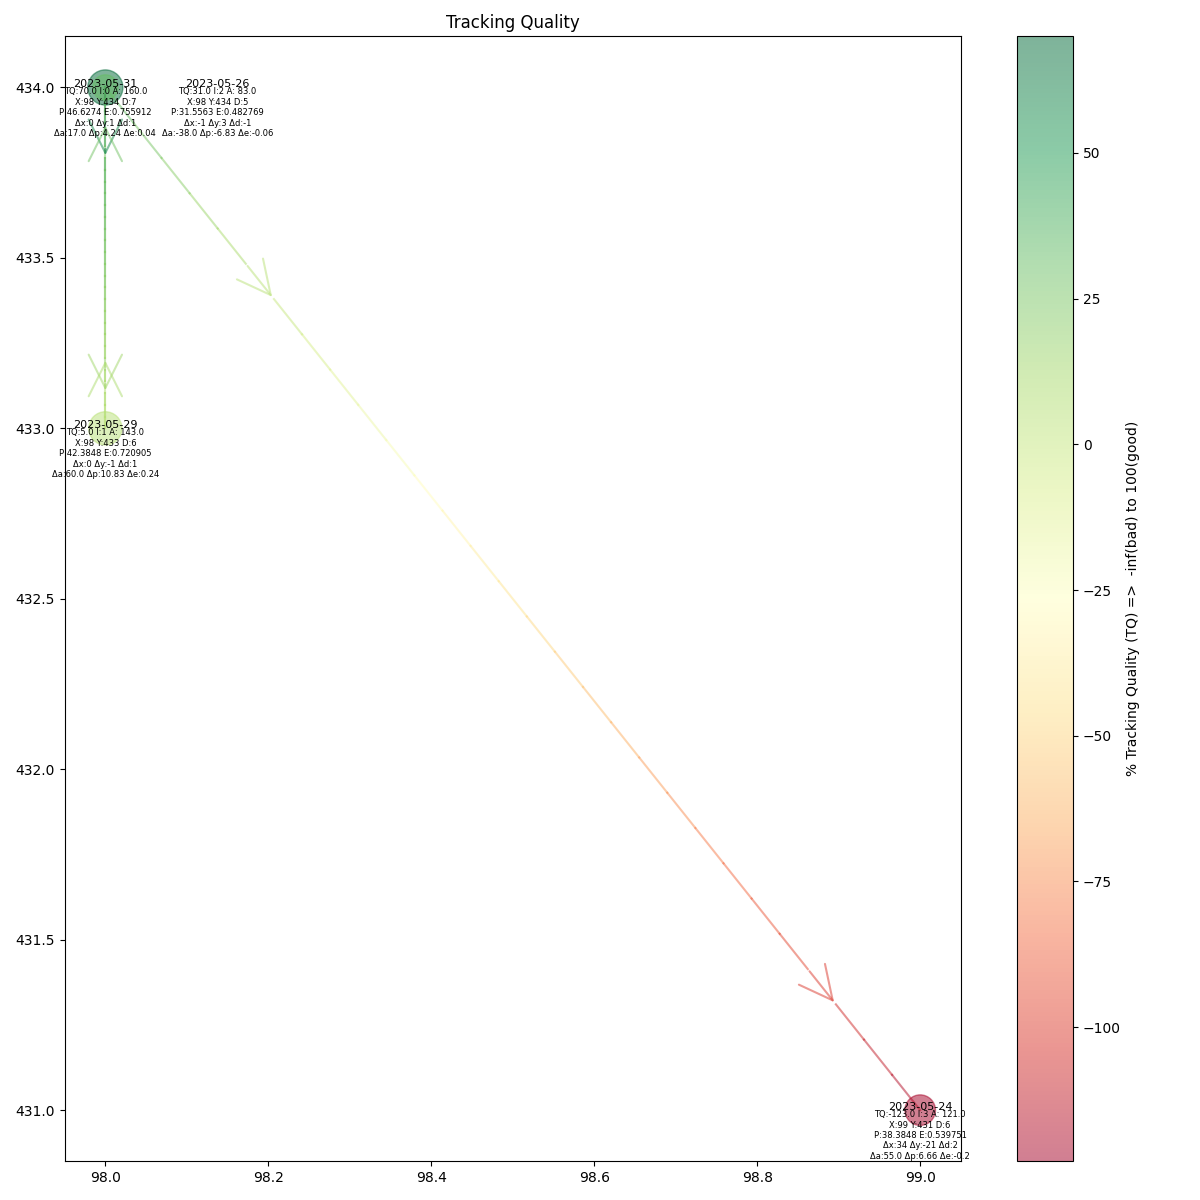 Tracking Quality
434.0
433.5
433.0
432.5
432.0
431.5
431.0
98.0 98.2 98.4 98.6 98.8 99.0
2023-05-31
TQ:70.0 I:0 A: 160.0
X:98 Y:434 D:7
P:46.6274 E:0.755912
Δx:0 Δy:1 Δd:1
Δa:17.0 Δp:4.24 Δe:0.04
2023-05-26
TQ:31.0 I:2 A: 83.0
X:98 Y:434 D:5
P:31.5563 E:0.482769
Δx:-1 Δy:3 Δd:-1
Δa:-38.0 Δp:-6.83 Δe:-0.06
2023-05-29
TQ:5.0 I:1 A: 143.0
X:98 Y:433 D:6
P:42.3848 E:0.720905
Δx:0 Δy:-1 Δd:1
Δa:60.0 Δp:10.83 Δe:0.24
2023-05-24
TQ:-123.0 I:3 A: 121.0
X:99 Y:431 D:6
P:38.3848 E:0.539751
Δx:34 Δy:-21 Δd:2
Δa:55.0 Δp:6.66 Δe:-0.2
50
25
0
−25
−50
−75
−100
% Tracking Quality (TQ) => -inf(bad) to 100(good)